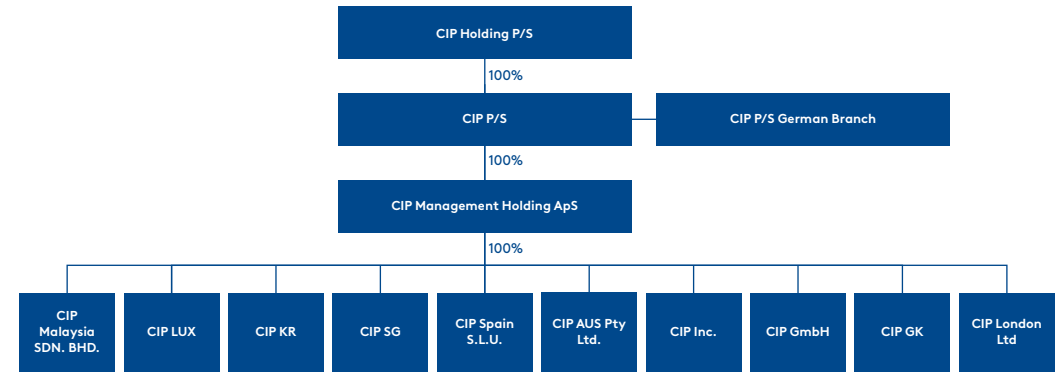 CIP Holding P/S
100%
CIP P/S
CIP P/S German Branch
100%
CIP Management Holding ApS
100%
CIP
Malaysia
SDN. BHD.
CIP LUX
CIP KR
CIP SG
CIP Spain
S.L.U.
CIP AUS Pty
Ltd.
CIP Inc.
CIP GmbH
CIP GK
CIP London
Ltd